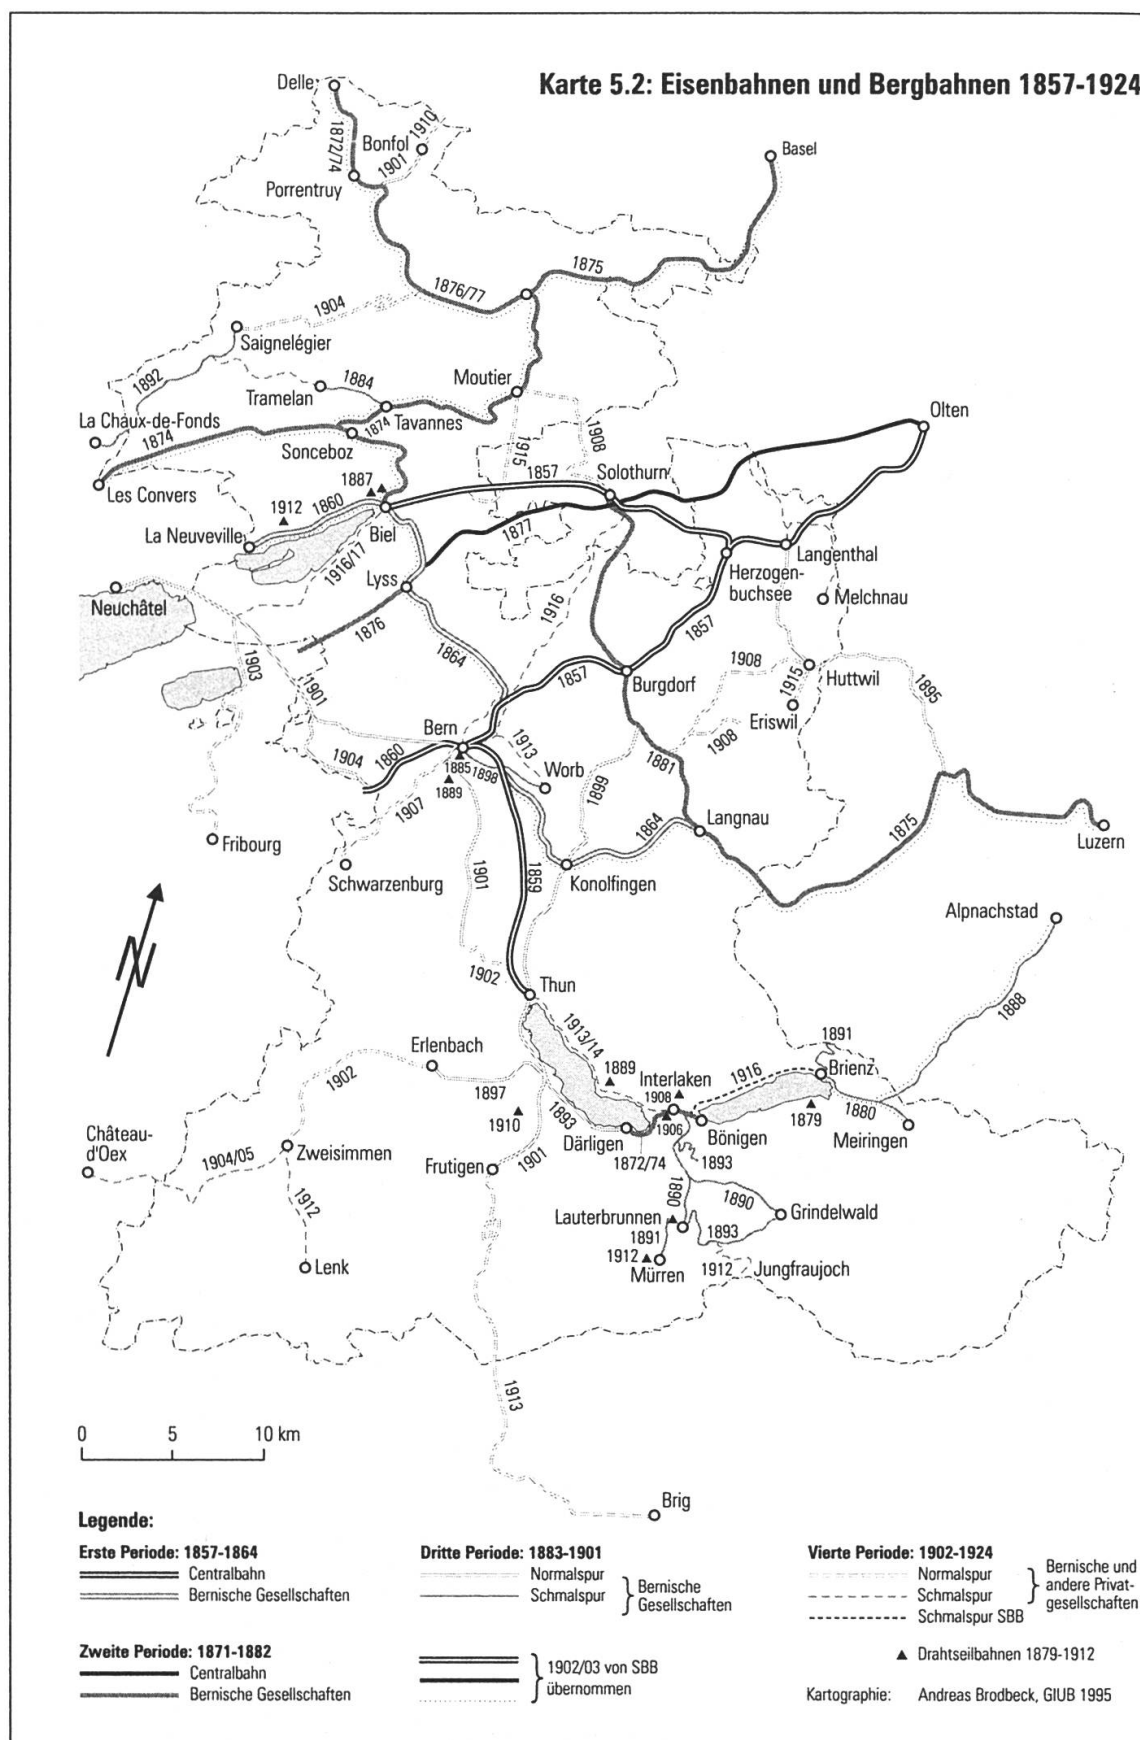 Karte 5.2: Eisenbahnen und Bergbahnen 1857-1924
Delle
1872/74
Bonfol
1910
1901
Porrentruy
Basel
1875
1876/77
1904
Saignelégier
1892
Tramelan
1884
Moutier
La Chaux-de-Fonds
1874
Tavannes
1874
Sonceboz
Les Convers
Olten
1908
1915
1857
Solothurn
1887
1912
1860
La Neuveville
Biel
1877
1916/17
Lyss
Langenthal
Herzogen-
buchsee
Melchnau
Neuchâtel
1876
1864
1916
1857
1903
1901
1857
Burgdorf
1908
1915
Huttwil
1895
Eriswil
1908
Bern
1904
1860
1913
1885
1898
1889
Worb
1881
1899
1907
Fribourg
Schwarzenburg
1901
1859
Konolfingen
1864
Langnau
1875
Luzern
Alpnachstad
1902
Thun
1888
1913/14
Erlenbach
1902
1897
1889
Interlaken
1908
1916
1891
Brienz
1910
1893
1906
1879
1880
Château-
d'Oex
1904/05
Zweisimmen
Därligen
Bönigen
Meiringen
Frutigen
1901
1872/74
1893
1912
1890
1890
Lauterbrunnen
1891
1893
Grindelwald
Lenk
1912
Mürren
1912
Jungfraujoch
1913
0 5 10 km
Brig
Legende:
Erste Periode: 1857-1864
Centralbahn
Bernische Gesellschaften
Zweite Periode: 1871-1882
Centralbahn
Bernische Gesellschaften
Dritte Periode: 1883-1901
Normalspur
Schmalspur
Bernische
Gesellschaften
1902/03 von SBB
übernommen
Vierte Periode: 1902-1924
Normalspur
Schmalspur
Schmalspur SBB
Bernische und
andere Privat-
gesellschaften
Drahtseilbahnen 1879-1912
Kartographie: Andreas Brodbeck, GIUB 1995